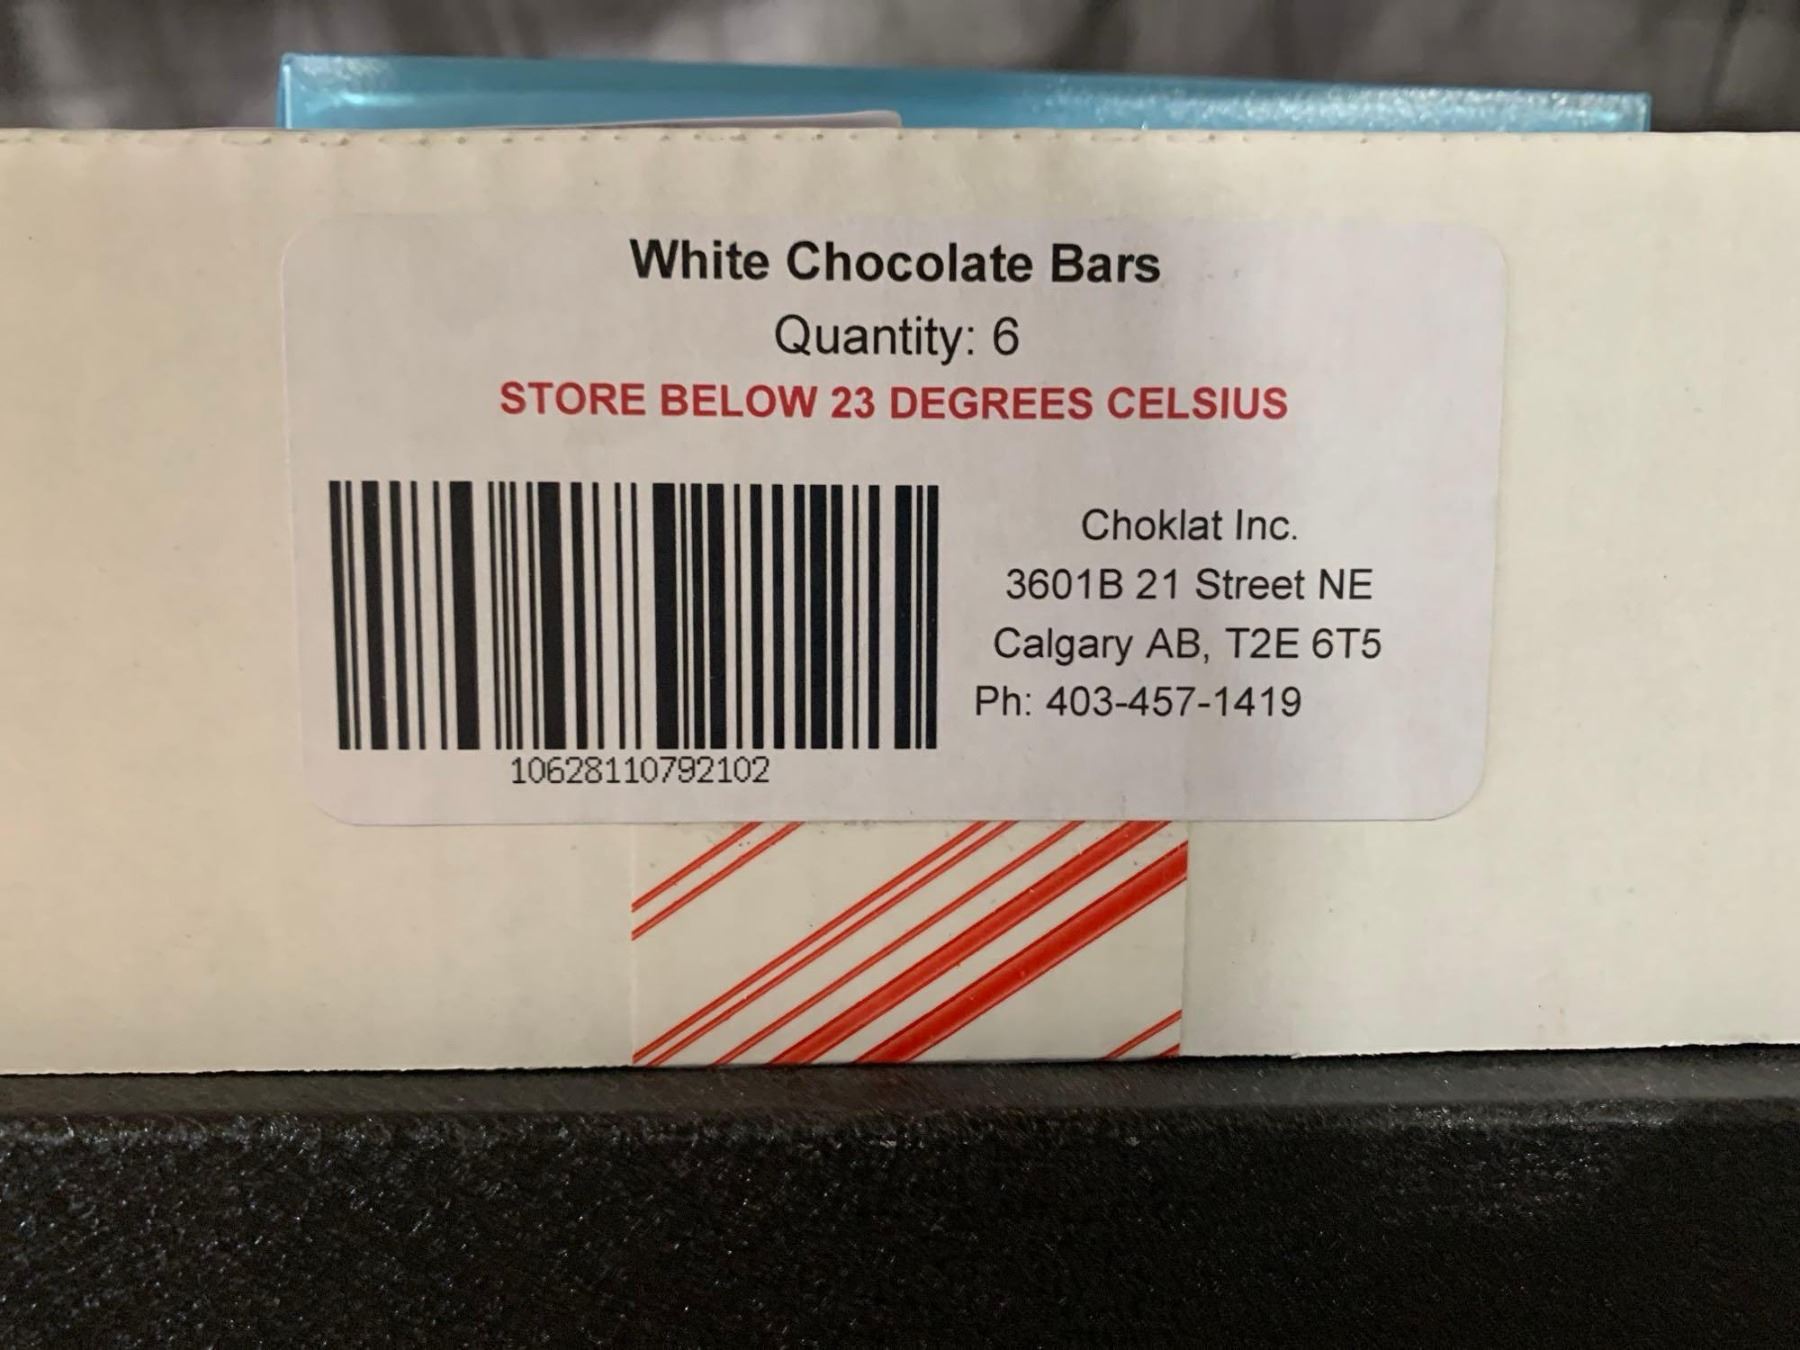 White Chocolate Bars
Quantity: 6
STORE BELOW 23 DEGREES CELSIUS
Choklat Inc.
3601B 21 Street NE
Calgary AB, T2E 6T5
Ph: 403-457-1419
10628110792102